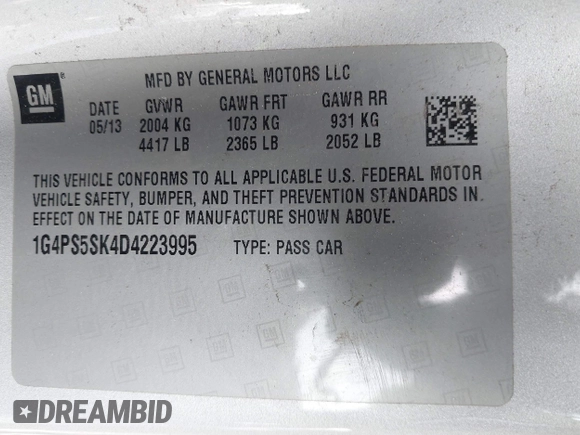 GM
MFD BY GENERAL MOTORS LLC
DATE GVWR GAWR FRT GAWR RR
05/13 2004 KG 1073 KG 931 KG
4417 LB 2365 LB 2052 LB
THIS VEHICLE CONFORMS TO ALL APPLICABLE U.S. FEDERAL MOTOR
VEHICLE SAFETY, BUMPER, AND THEFT PREVENTION STANDARDS IN
EFFECT ON THE DATE OF MANUFACTURE SHOWN ABOVE.
1G4PS5SK4D4223995 TYPE: PASS CAR
DREAMBID